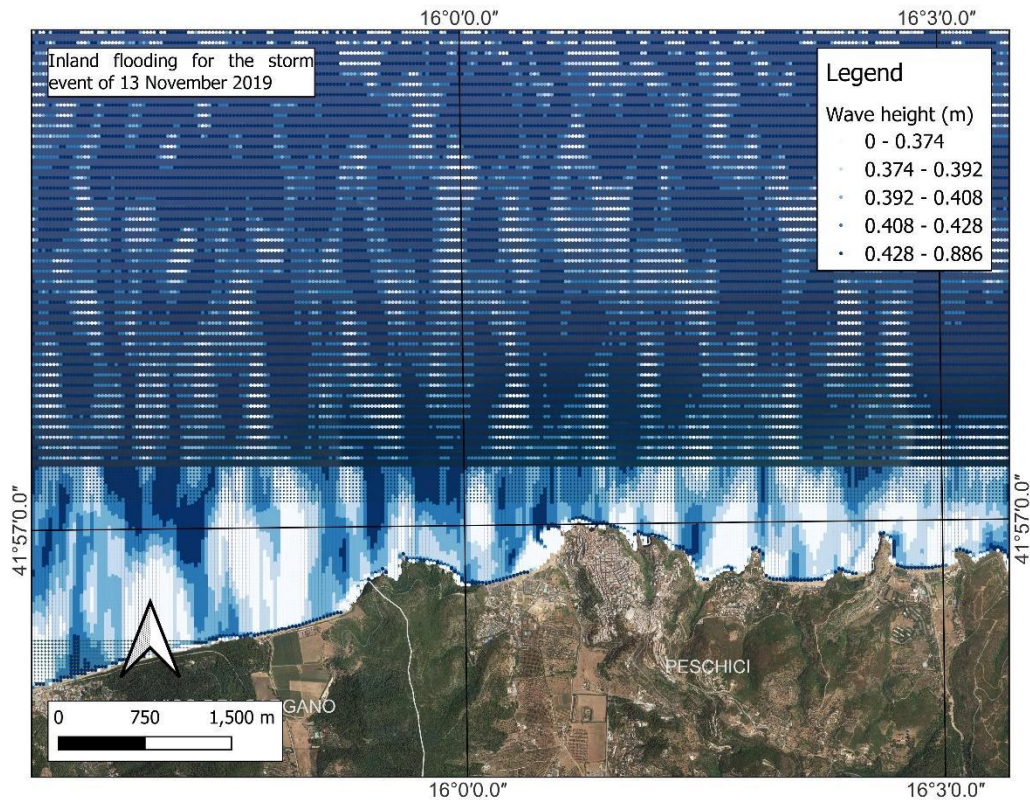 16°0'0.0"
16°3'0.0"
Inland flooding for the storm
event of 13 November 2019
Legend
Wave height (m)
0 - 0.374
0.374 - 0.392
0.392 - 0.408
0.408 - 0.428
0.428 - 0.886
41°57'0.0"
41°57'0.0"
PESCHICI
GANO
0 750 1,500 m
16°0'0.0"
16°3'0.0"